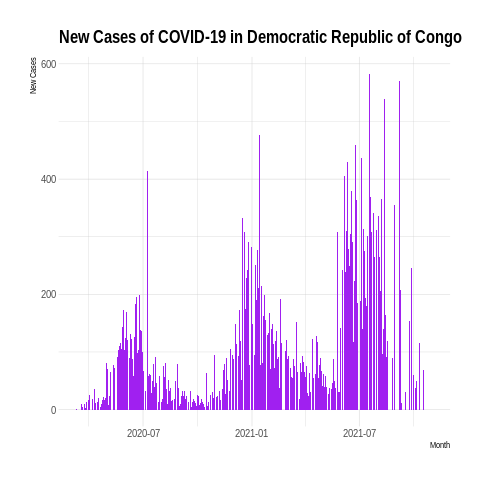 New Cases of COVID-19 in Democratic Republic of Congo
New Cases
600
400
200
0
2020-07
2021-01
2021-07
Month